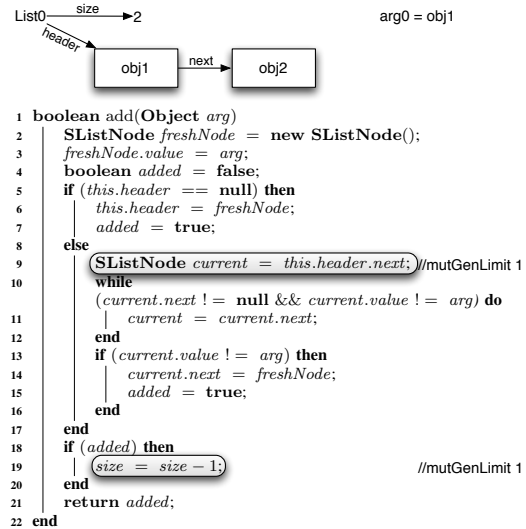 List0 size 2 arg0 = obj1
header
obj1 next obj2
1 boolean add(Object arg)
2 SListNode freshNode = new SListNode();
3 freshNode.value = arg;
4 boolean added = false;
5 if (this.header == null) then
6 this.header = freshNode;
7 added = true;
8 else
9 SListNode current = this.header.next; //mutGenLimit 1
10 while
(current.next ! = null && current.value ! = arg) do
11 current = current.next;
12 end
13 if (current.value ! = arg) then
14 current.next = freshNode;
15 added = true;
16 end
17 end
18 if (added) then
19 size = size − 1; //mutGenLimit 1
20 end
21 return added;
22 end